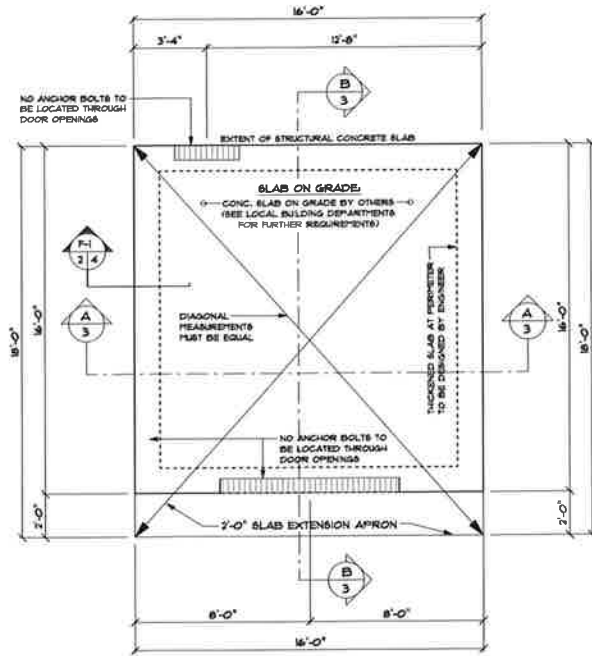 16'-0"
3'-4"
12'-8"
NO ANCHOR BOLTS TO
BE LOCATED THROUGH
DOOR OPENINGS
B
3
EXTENT OF STRUCTURAL CONCRETE SLAB
SLAB ON GRADE:
CONC. SLAB ON GRADE BY OTHERS
(SEE LOCAL BUILDING DEPARTMENTS
FOR FURTHER REQUIREMENTS)
F-1
2 4
A
3
18'-0"
16'-0"
DIAGONAL
MEASUREMENTS
MUST BE EQUAL
THICKENED SLAB AT PERIMETER
TO BE DESIGNED BY ENGINEER
A
3
16'-0"
18'-0"
NO ANCHOR BOLTS TO
BE LOCATED THROUGH
DOOR OPENINGS
2'-0"
2'-0" SLAB EXTENSION APRON
2'-0"
B
3
8'-0"
8'-0"
16'-0"